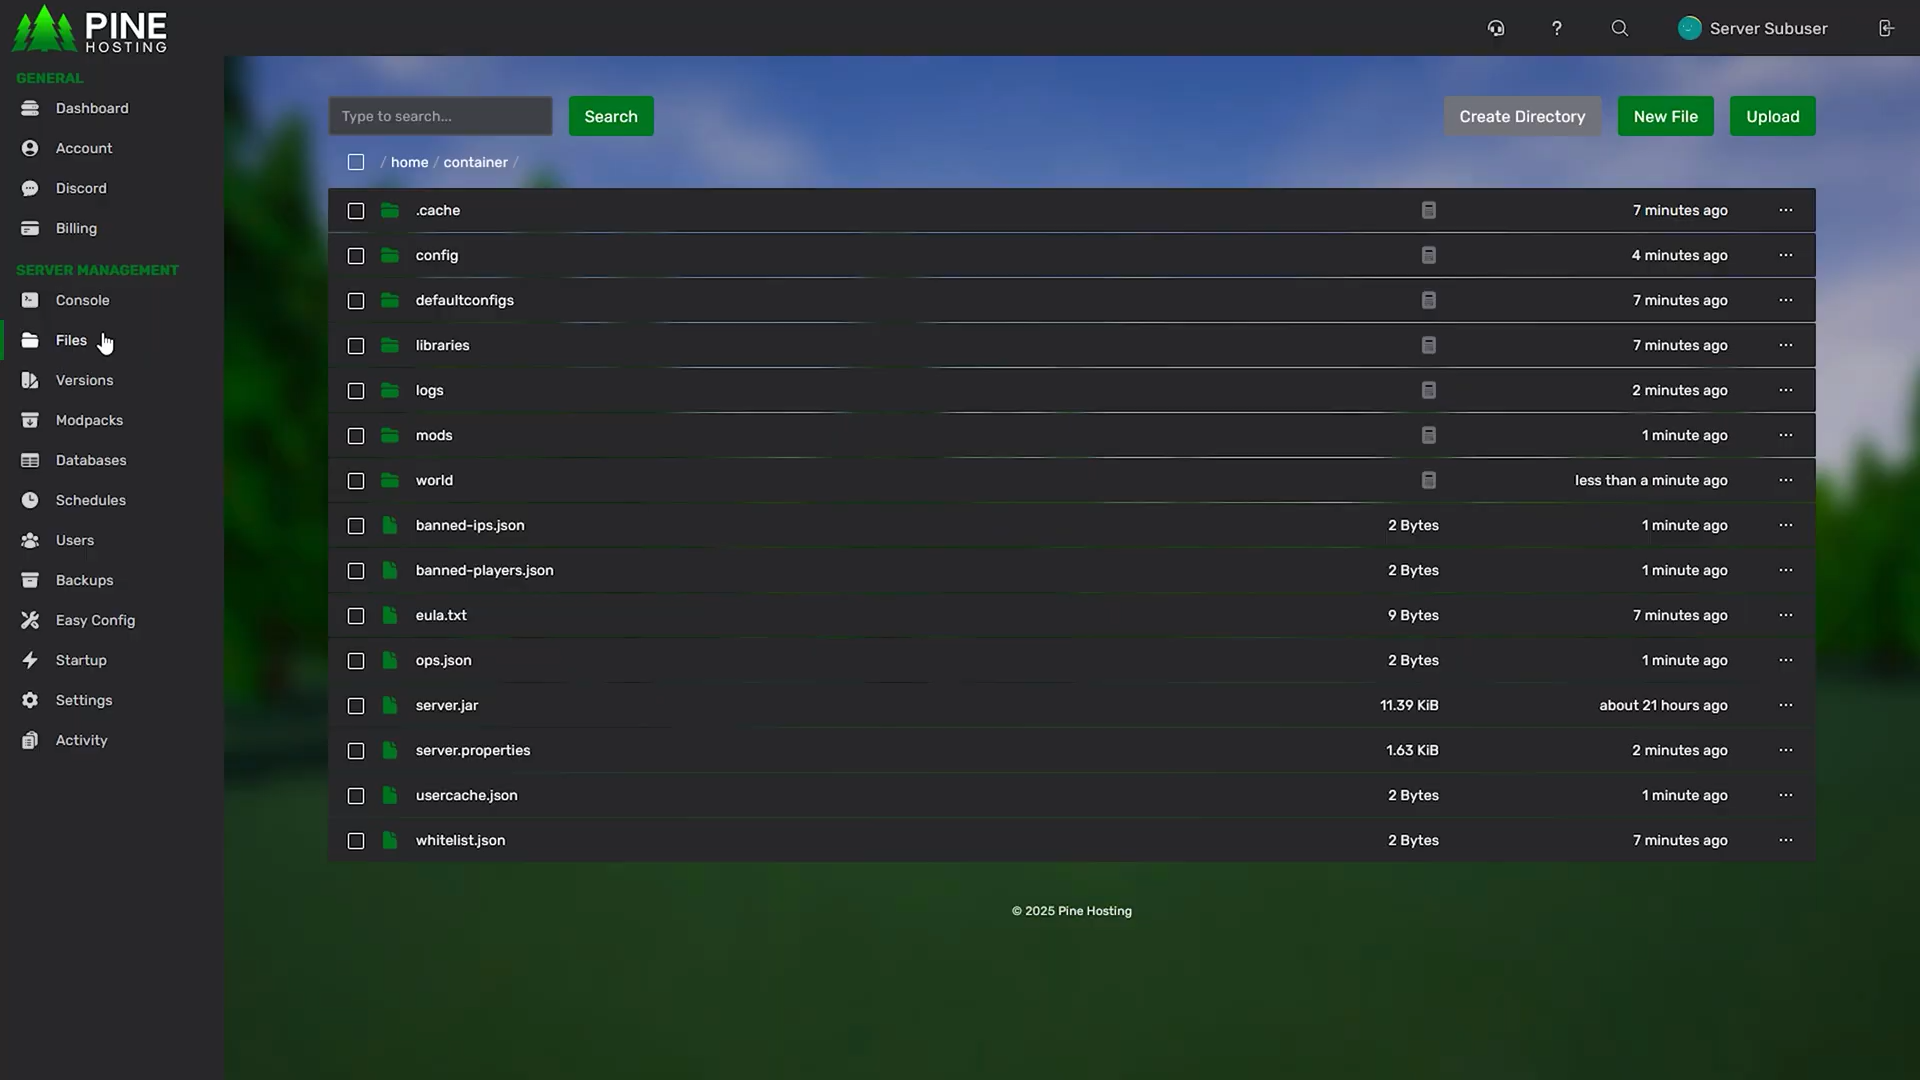 PINE
HOSTING
Server Subuser
GENERAL
Dashboard
Account
Discord
Billing
SERVER MANAGEMENT
Console
Files
Versions
Modpacks
Databases
Schedules
Users
Backups
Easy Config
Startup
Settings
Activity
Type to search...
Search
Create Directory
New File
Upload
/ home / container /
.cache 7 minutes ago ...
config 4 minutes ago ...
defaultconfigs 7 minutes ago ...
libraries 7 minutes ago ...
logs 2 minutes ago ...
mods 1 minute ago ...
world less than a minute ago ...
banned-ips.json 2 Bytes 1 minute ago ...
banned-players.json 2 Bytes 1 minute ago ...
eula.txt 9 Bytes 7 minutes ago ...
ops.json 2 Bytes 1 minute ago ...
server.jar 11.39 KiB about 21 hours ago ...
server.properties 1.63 KiB 2 minutes ago ...
usercache.json 2 Bytes 1 minute ago ...
whitelist.json 2 Bytes 7 minutes ago ...
© 2025 Pine Hosting